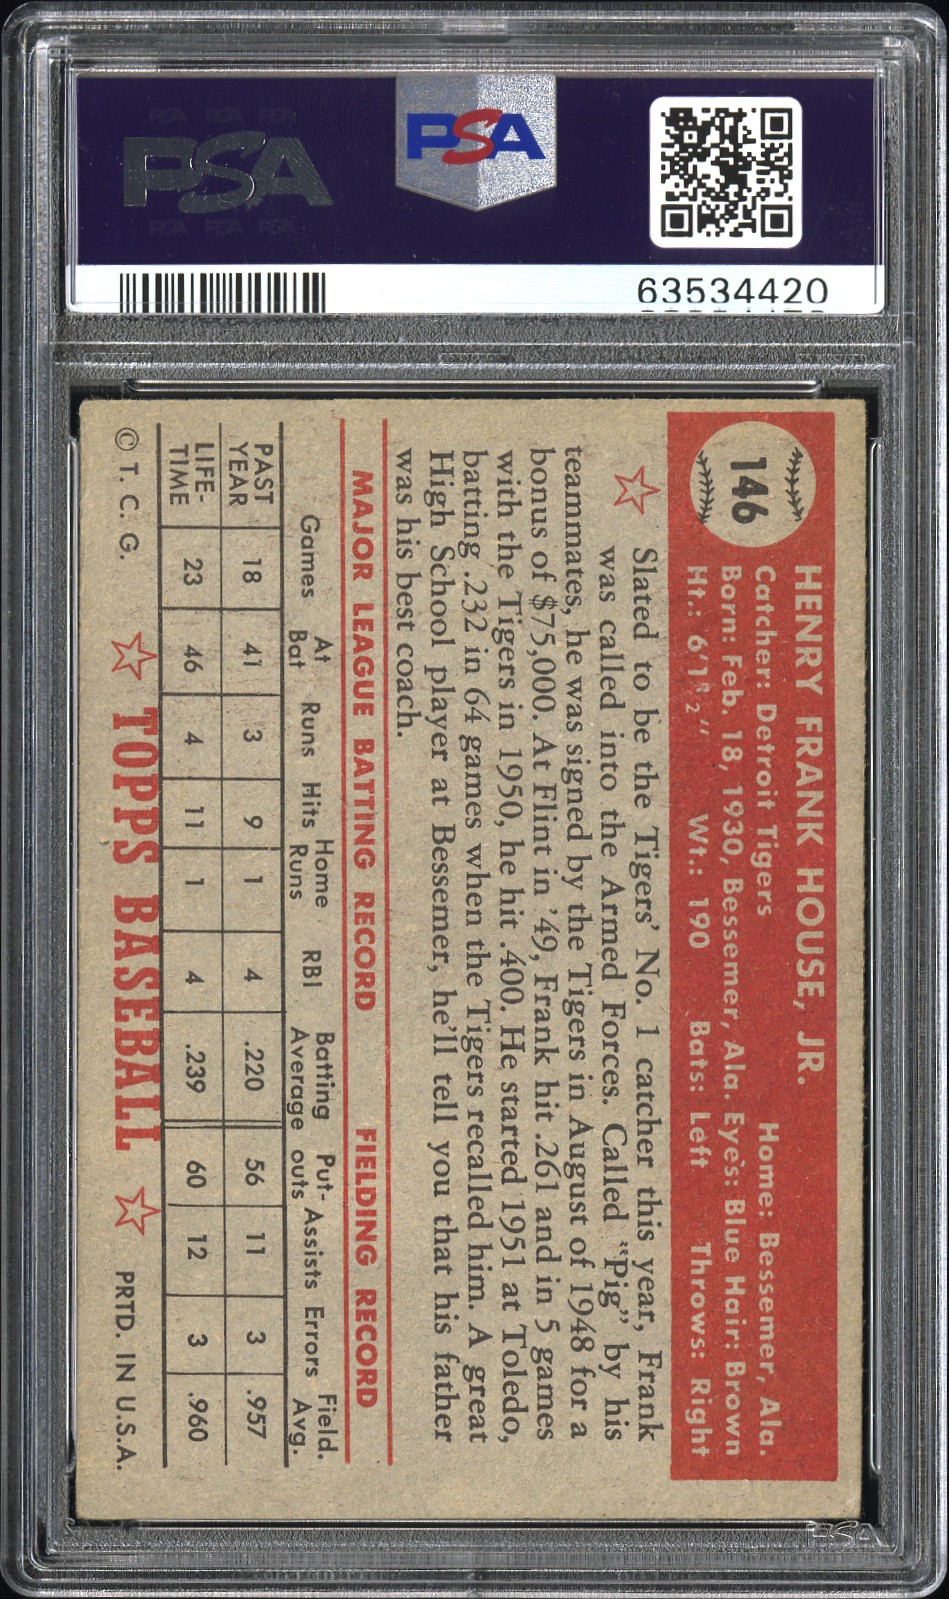 PSA PSA PSA
PSA
PSA PSA PSA
PSA
63534420
146
HENRY FRANK HOUSE, JR.
Catcher: Detroit Tigers Home: Bessemer, Ala.
Born: Feb. 18, 1930, Bessemer, Ala. Eyes: Blue Hair: Brown
Ht.: 6'1½" Wt.: 190 Bats: Left Throws: Right
Slated to be the Tigers' No. 1 catcher this year, Frank
was called into the Armed Forces. Called "Pig" by his
teammates, he was signed by the Tigers in August of 1948 for a
bonus of $75,000. At Flint in '49, Frank hit .261 and in 5 games
with the Tigers in 1950, he hit .400. He started 1951 at Toledo,
batting .232 in 64 games when the Tigers recalled him. A great
High School player at Bessemer, he'll tell you that his father
was his best coach.
MAJOR LEAGUE BATTING RECORD FIELDING RECORD
Games At Bat Runs Hits Home Runs RBI Batting Average Put-outs Assists Errors Field. Avg.
PAST YEAR 18 41 3 9 1 4 .220 56 11 3 .957
LIFE-TIME 23 46 4 11 1 4 .239 60 12 3 .960
© T. C. G. TOPPS BASEBALL PRTD. IN U.S.A.
PSA